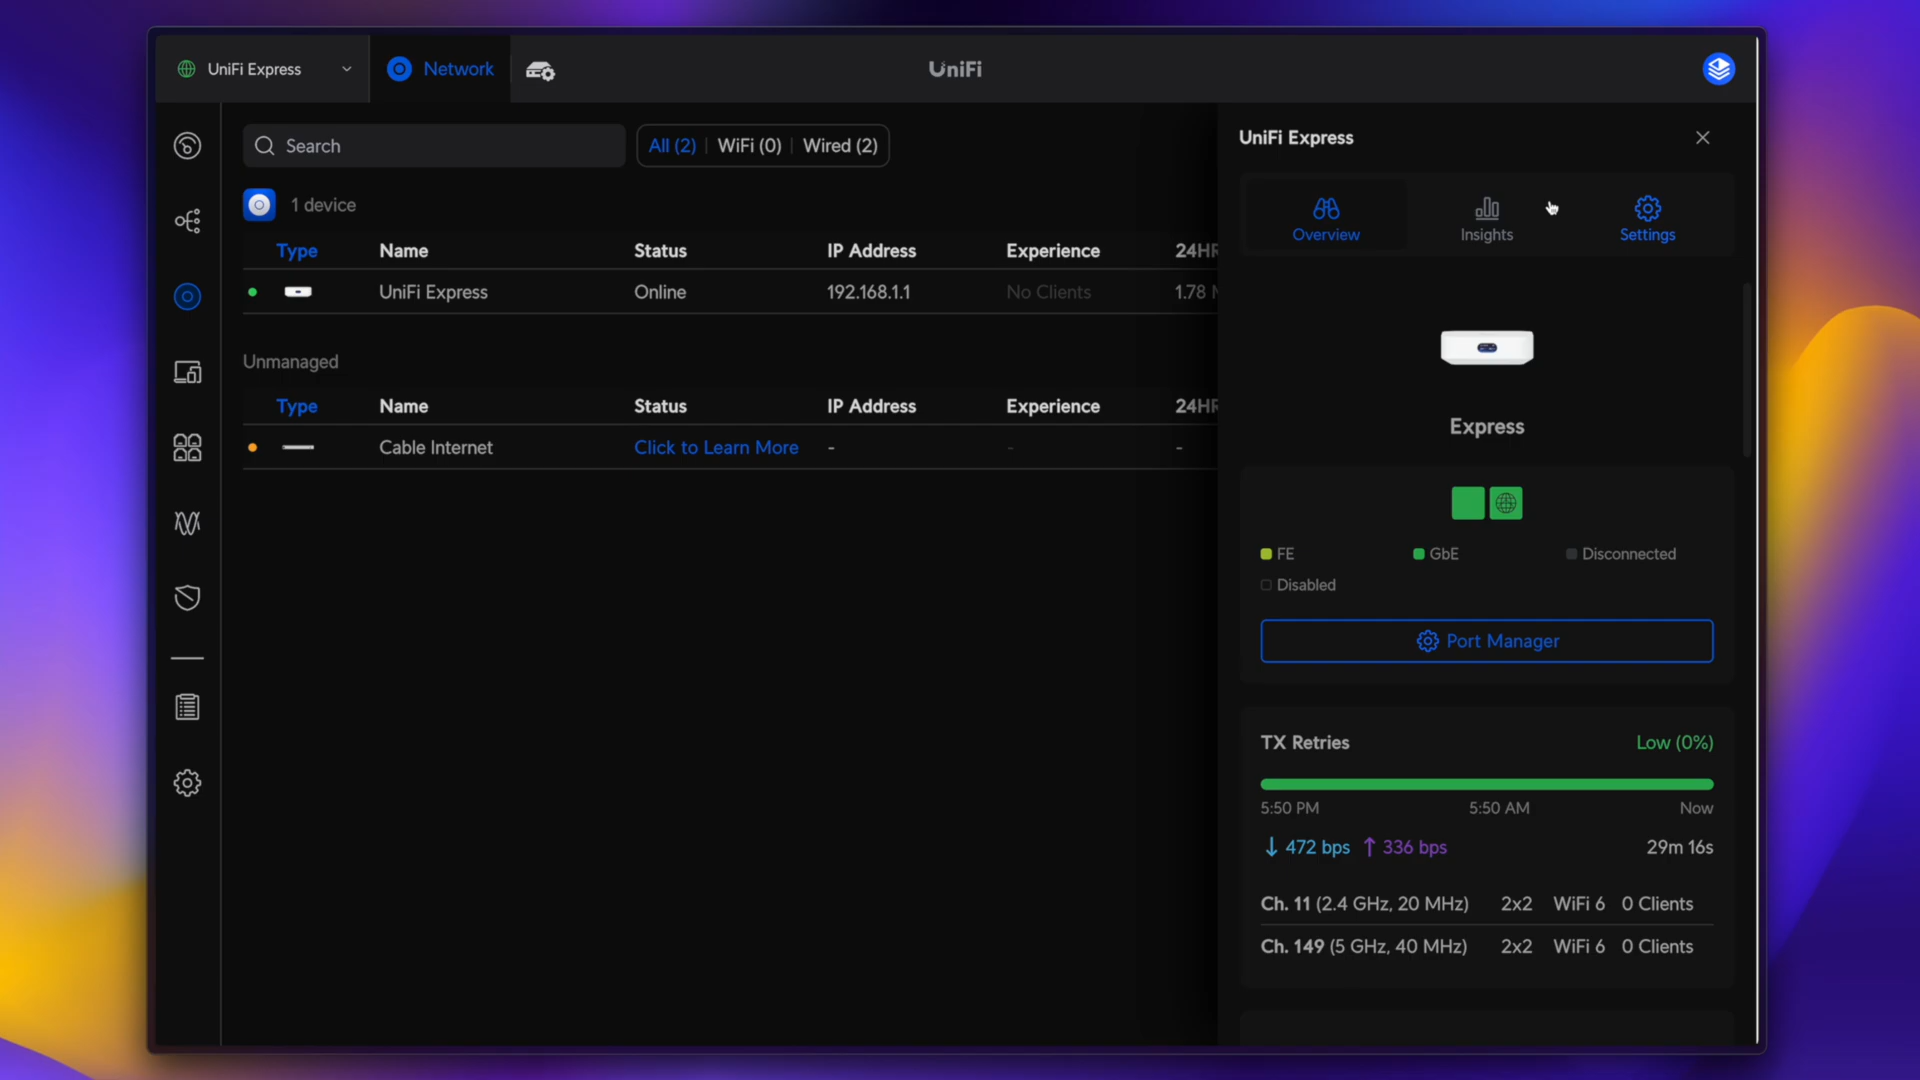 UniFi Express
Network
UniFi
Search
All (2)
WiFi (0)
Wired (2)
1 device
Type Name Status IP Address Experience 24HR
UniFi Express Online 192.168.1.1 No Clients 1.78
Unmanaged
Type Name Status IP Address Experience 24HR
Cable Internet Click to Learn More - - -
UniFi Express
Overview
Insights
Settings
Express
FE GbE Disconnected
Disabled
Port Manager
TX Retries Low (0%)
5:50 PM 5:50 AM Now
↓ 472 bps ↑ 336 bps 29m 16s
Ch. 11 (2.4 GHz, 20 MHz) 2x2 WiFi 6 0 Clients
Ch. 149 (5 GHz, 40 MHz) 2x2 WiFi 6 0 Clients